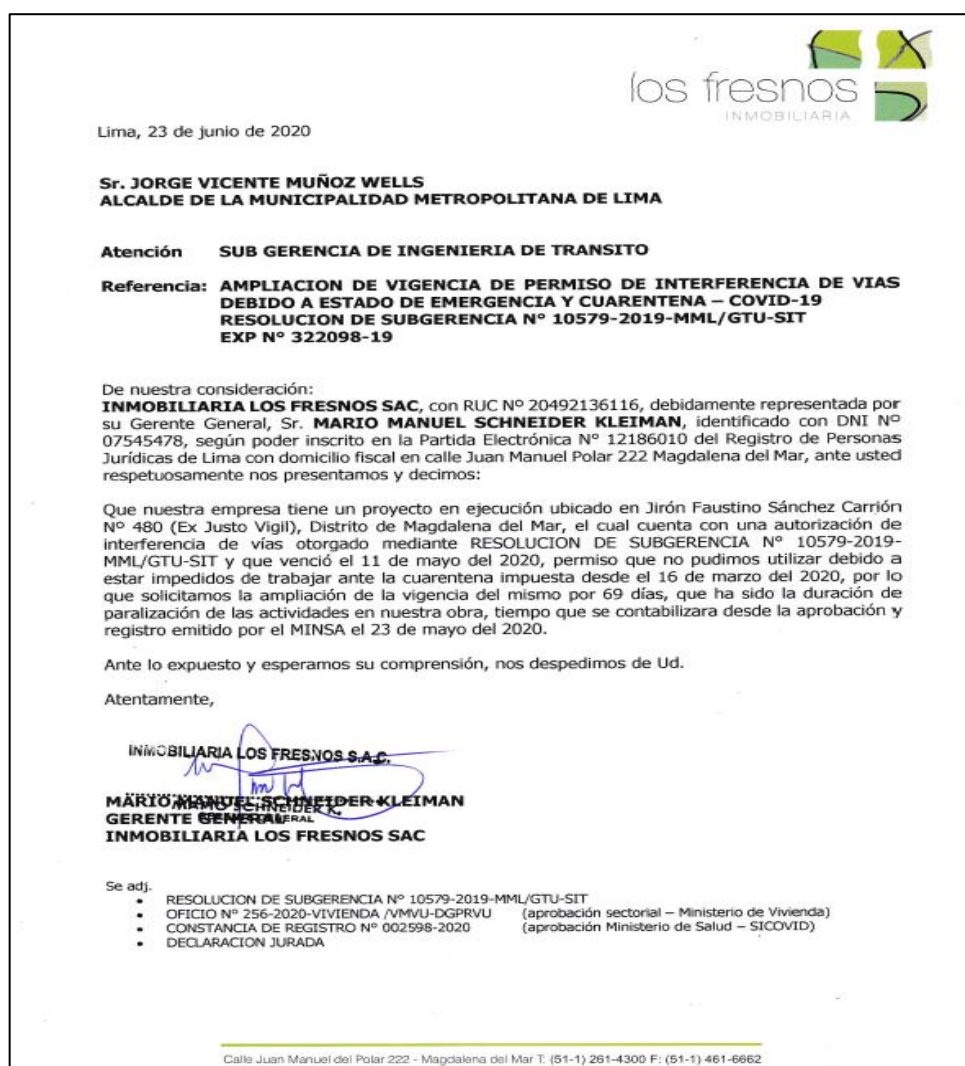 los fresnos
INMOBILIARIA
Lima, 23 de junio de 2020
Sr. JORGE VICENTE MUÑOZ WELLS
ALCALDE DE LA MUNICIPALIDAD METROPOLITANA DE LIMA
Atención SUB GERENCIA DE INGENIERIA DE TRANSITO
Referencia: AMPLIACION DE VIGENCIA DE PERMISO DE INTERFERENCIA DE VIAS
DEBIDO A ESTADO DE EMERGENCIA Y CUARENTENA – COVID-19
RESOLUCION DE SUBGERENCIA Nº 10579-2019-MML/GTU-SIT
EXP Nº 322098-19
De nuestra consideración:
INMOBILIARIA LOS FRESNOS SAC, con RUC Nº 20492136116, debidamente representada por
su Gerente General, Sr. MARIO MANUEL SCHNEIDER KLEIMAN, identificado con DNI Nº
07545478, según poder inscrito en la Partida Electrónica Nº 12186010 del Registro de Personas
Jurídicas de Lima con domicilio fiscal en calle Juan Manuel Polar 222 Magdalena del Mar, ante usted
respetuosamente nos presentamos y decimos:
Que nuestra empresa tiene un proyecto en ejecución ubicado en Jirón Faustino Sánchez Carrión
Nº 480 (Ex Justo Vigil), Distrito de Magdalena del Mar, el cual cuenta con una autorización de
interferencia de vías otorgado mediante RESOLUCION DE SUBGERENCIA Nº 10579-2019-
MML/GTU-SIT y que venció el 11 de mayo del 2020, permiso que no pudimos utilizar debido a
estar impedidos de trabajar ante la cuarentena impuesta desde el 16 de marzo del 2020, por lo
que solicitamos la ampliación de la vigencia del mismo por 69 días, que ha sido la duración de
paralización de las actividades en nuestra obra, tiempo que se contabilizara desde la aprobación y
registro emitido por el MINSA el 23 de mayo del 2020.
Ante lo expuesto y esperamos su comprensión, nos despedimos de Ud.
Atentamente,
INMOBILIARIA LOS FRESNOS S.A.C.
MARIO MANUEL SCHNEIDER KLEIMAN
MARIO SCHNEIDER K.
GERENTE GENERAL
GERENTE GENERAL
INMOBILIARIA LOS FRESNOS SAC
Se adj.
• RESOLUCION DE SUBGERENCIA Nº 10579-2019-MML/GTU-SIT
• OFICIO Nº 256-2020-VIVIENDA /VMVU-DGPRVU (aprobación sectorial – Ministerio de Vivienda)
• CONSTANCIA DE REGISTRO Nº 002598-2020 (aprobación Ministerio de Salud – SICOVID)
• DECLARACION JURADA
Calle Juan Manuel del Polar 222 - Magdalena del Mar T: (51-1) 261-4300 F: (51-1) 461-6662